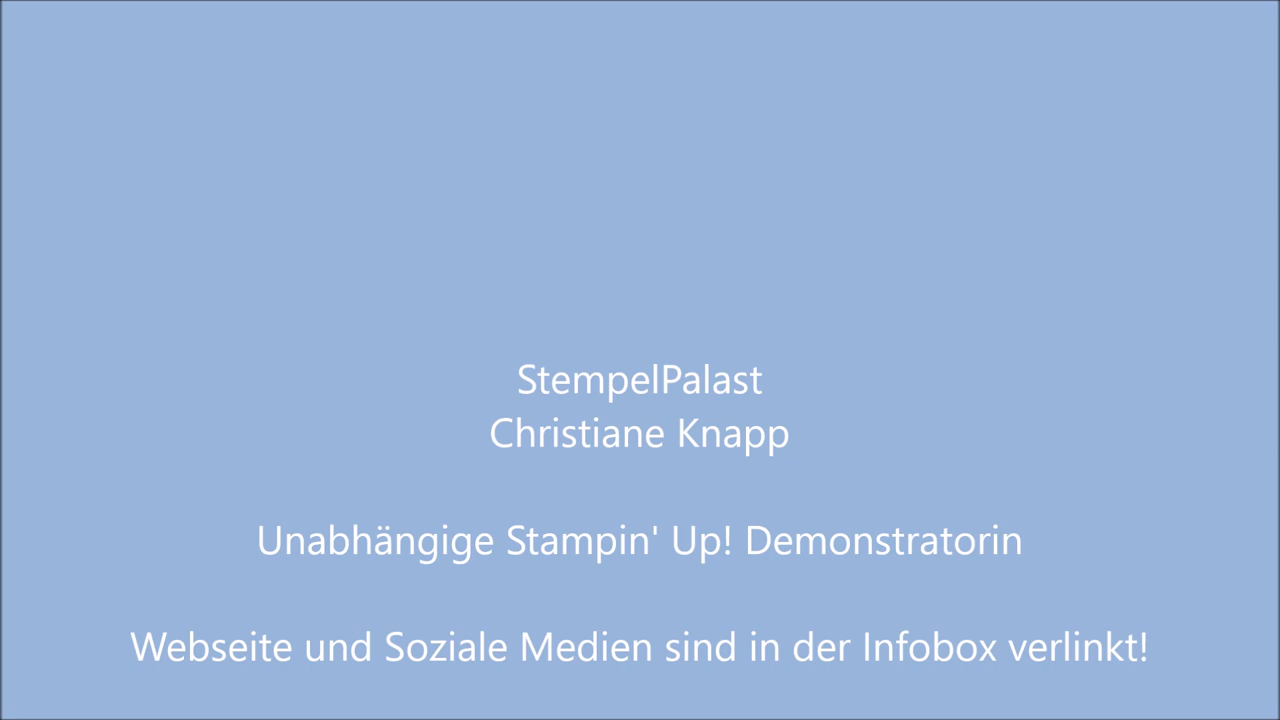 StempelPalast
Christiane Knapp
Unabhängige Stampin' Up! Demonstratorin
Webseite und Soziale Medien sind in der Infobox verlinkt!